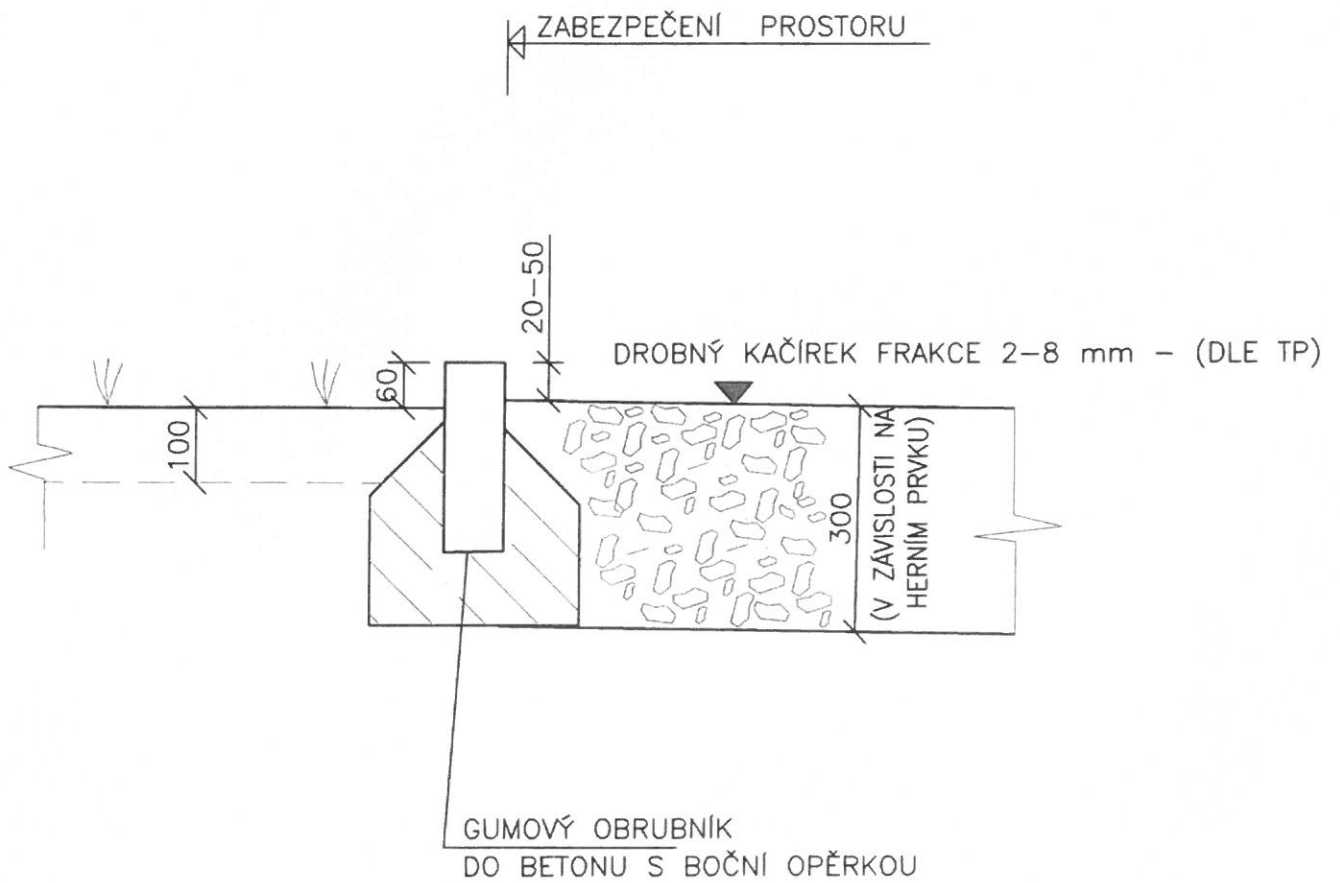 ZABEZPEČENÍ PROSTORU
20-50
DROBNÝ KAČÍREK FRAKCE 2-8 mm - (DLE TP)
60
100
300
(V ZÁVISLOSTI NA
HERNÍM PRVKU)
GUMOVÝ OBRUBNÍK
DO BETONU S BOČNÍ OPĚRKOU